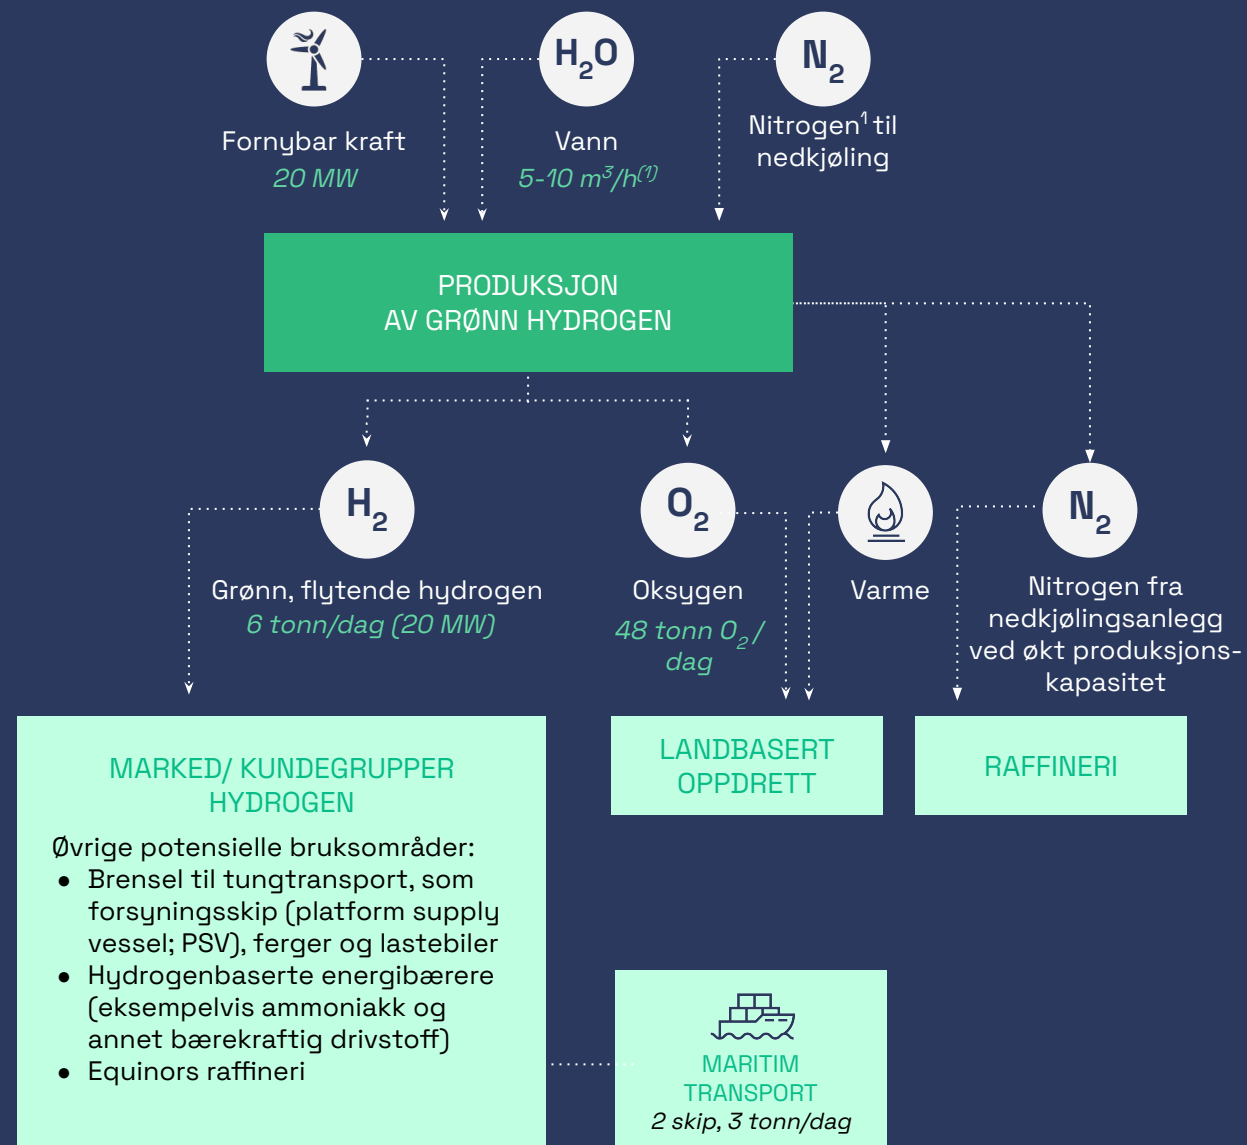 H₂O
N₂
Fornybar kraft
20 MW
Vann
5-10 m³/h⁽¹⁾
Nitrogen¹ til
nedkjøling
PRODUKSJON
AV GRØNN HYDROGEN
H₂
O₂
N₂
Grønn, flytende hydrogen
6 tonn/dag (20 MW)
Oksygen
48 tonn O₂/
dag
Varme
Nitrogen fra
nedkjølingsanlegg
ved økt produksjons-
kapasitet
MARKED/ KUNDEGRUPPER
HYDROGEN
Øvrige potensielle bruksområder:
● Brensel til tungtransport, som
forsyningsskip (platform supply
vessel; PSV), ferger og lastebiler
● Hydrogenbaserte energibærere
(eksempelvis ammoniakk og
annet bærekraftig drivstoff)
● Equinors raffineri
LANDBASERT
OPPDRETT
RAFFINERI
MARITIM
TRANSPORT
2 skip, 3 tonn/dag